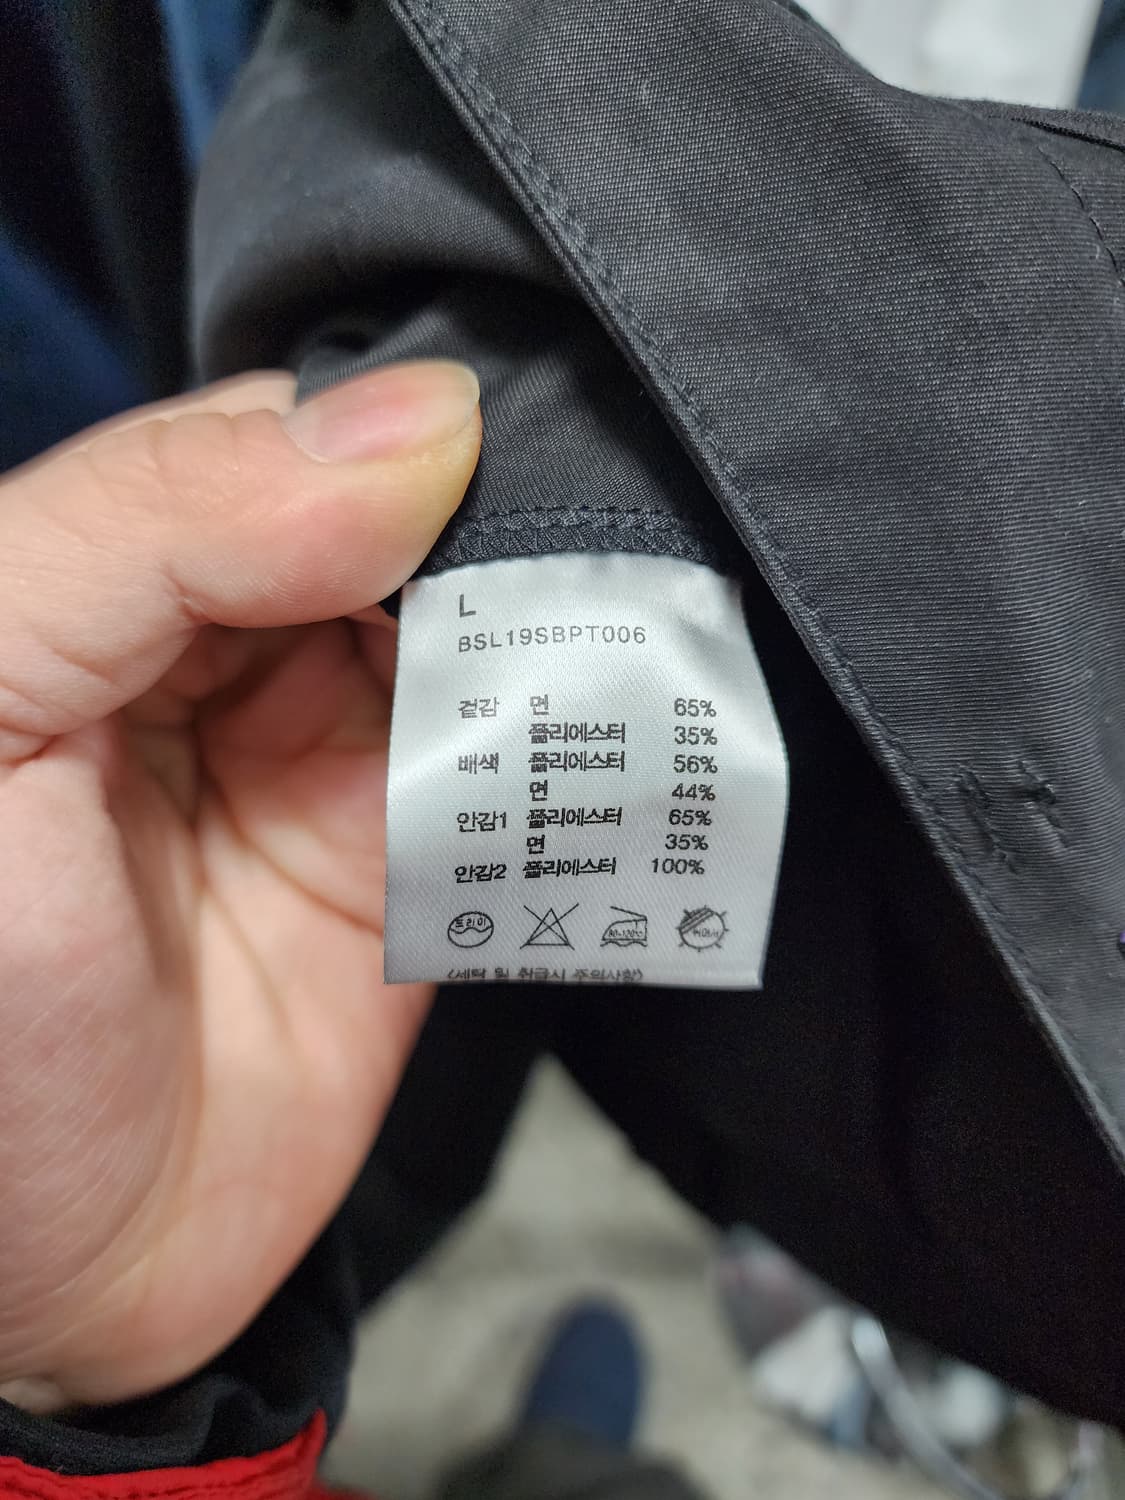 L
BSL19SBPT006
겉감 면 65%
폴리에스터 35%
배색 폴리에스터 56%
면 44%
안감1 폴리에스터 65%
면 35%
안감2 폴리에스터 100%
드라이
80~120℃
(세탁 및 취급시 주의사항)